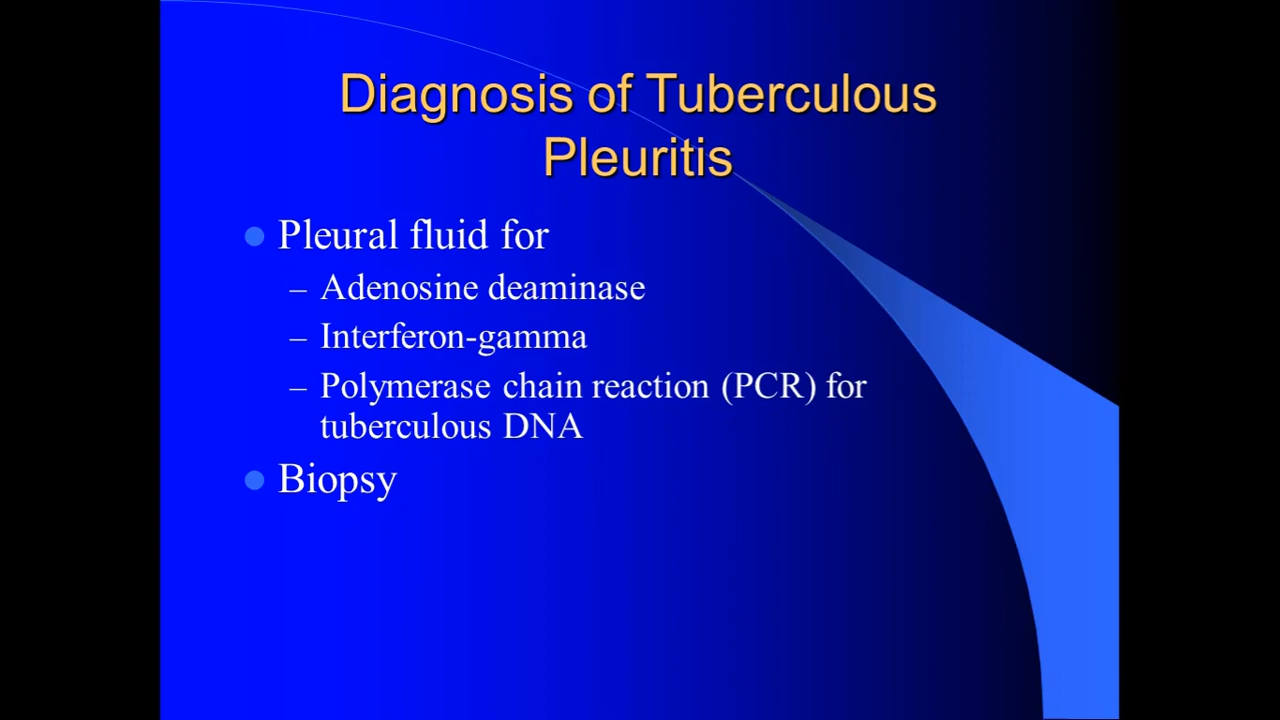 Diagnosis of Tuberculous
Pleuritis
Pleural fluid for
– Adenosine deaminase
– Interferon-gamma
– Polymerase chain reaction (PCR) for
tuberculous DNA
Biopsy